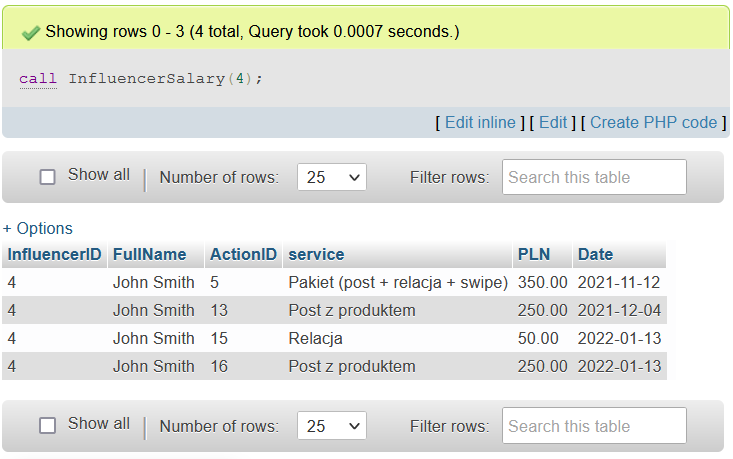 Showing rows 0 - 3 (4 total, Query took 0.0007 seconds.)
call InfluencerSalary(4);
[ Edit inline ] [ Edit ] [ Create PHP code ]
Show all | Number of rows: 25 Filter rows: Search this table
+ Options
InfluencerID FullName ActionID service PLN Date
4 John Smith 5 Pakiet (post + relacja + swipe) 350.00 2021-11-12
4 John Smith 13 Post z produktem 250.00 2021-12-04
4 John Smith 15 Relacja 50.00 2022-01-13
4 John Smith 16 Post z produktem 250.00 2022-01-13
Show all | Number of rows: 25 Filter rows: Search this table